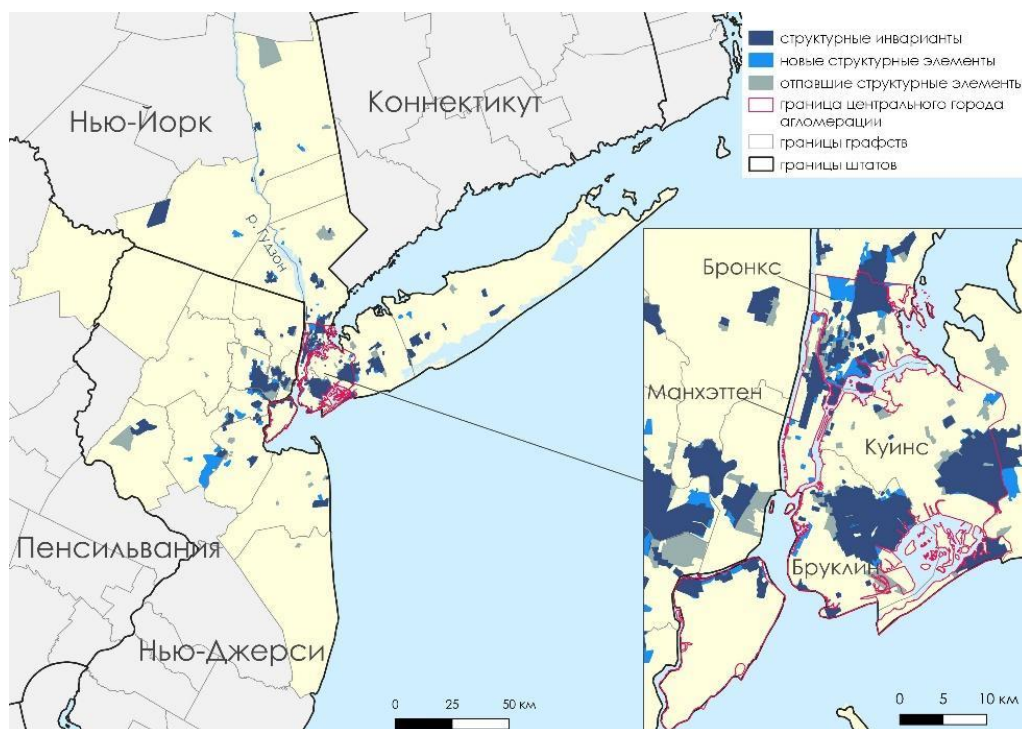 структурные инварианты
новые структурные элементы
отпавшие структурные элементы
граница центрального города
агломерации
границы графств
границы штатов
Нью-Йорк
Коннектикут
р. Гудзон
Пенсильвания
Нью-Джерси
0 25 50 км
Бронкс
Манхэттен
Куинс
Бруклин
0 5 10 км